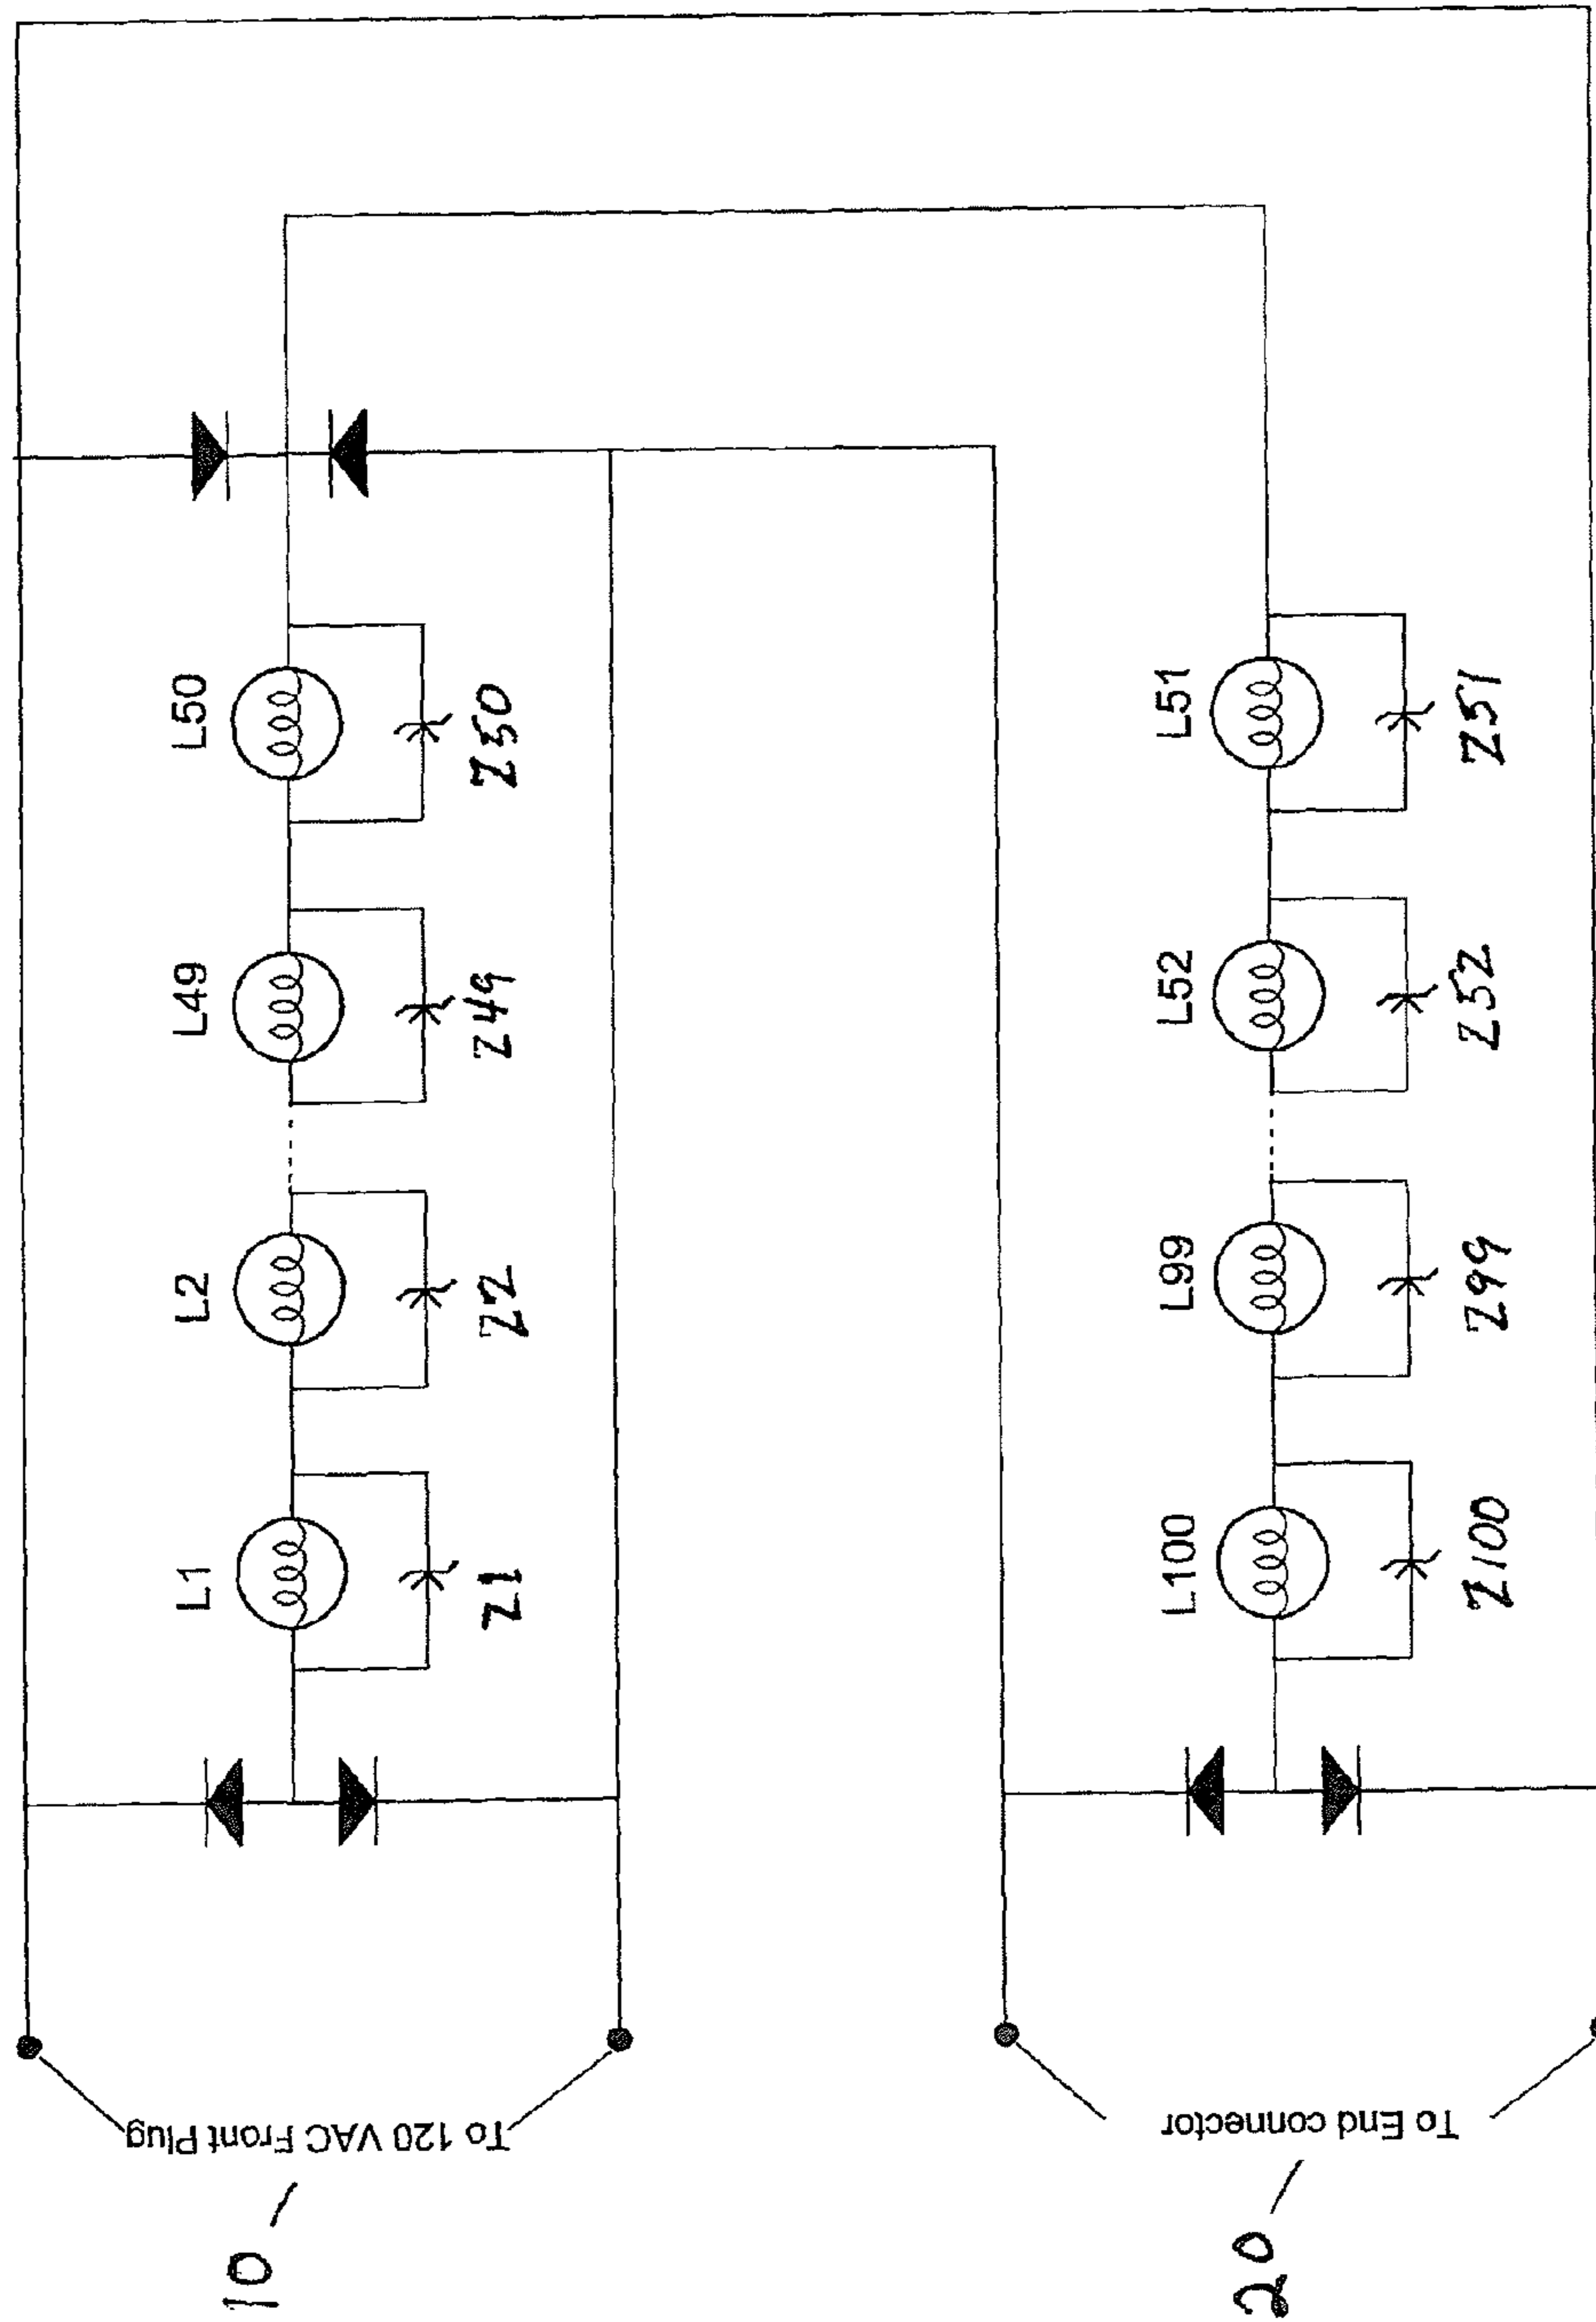 L1
L2
L49
L50
Z1
Z2
Z49
Z50
To 120 VAC Front Plug
10
L100
L99
L52
L51
Z100
Z99
Z52
Z51
To End connector
20